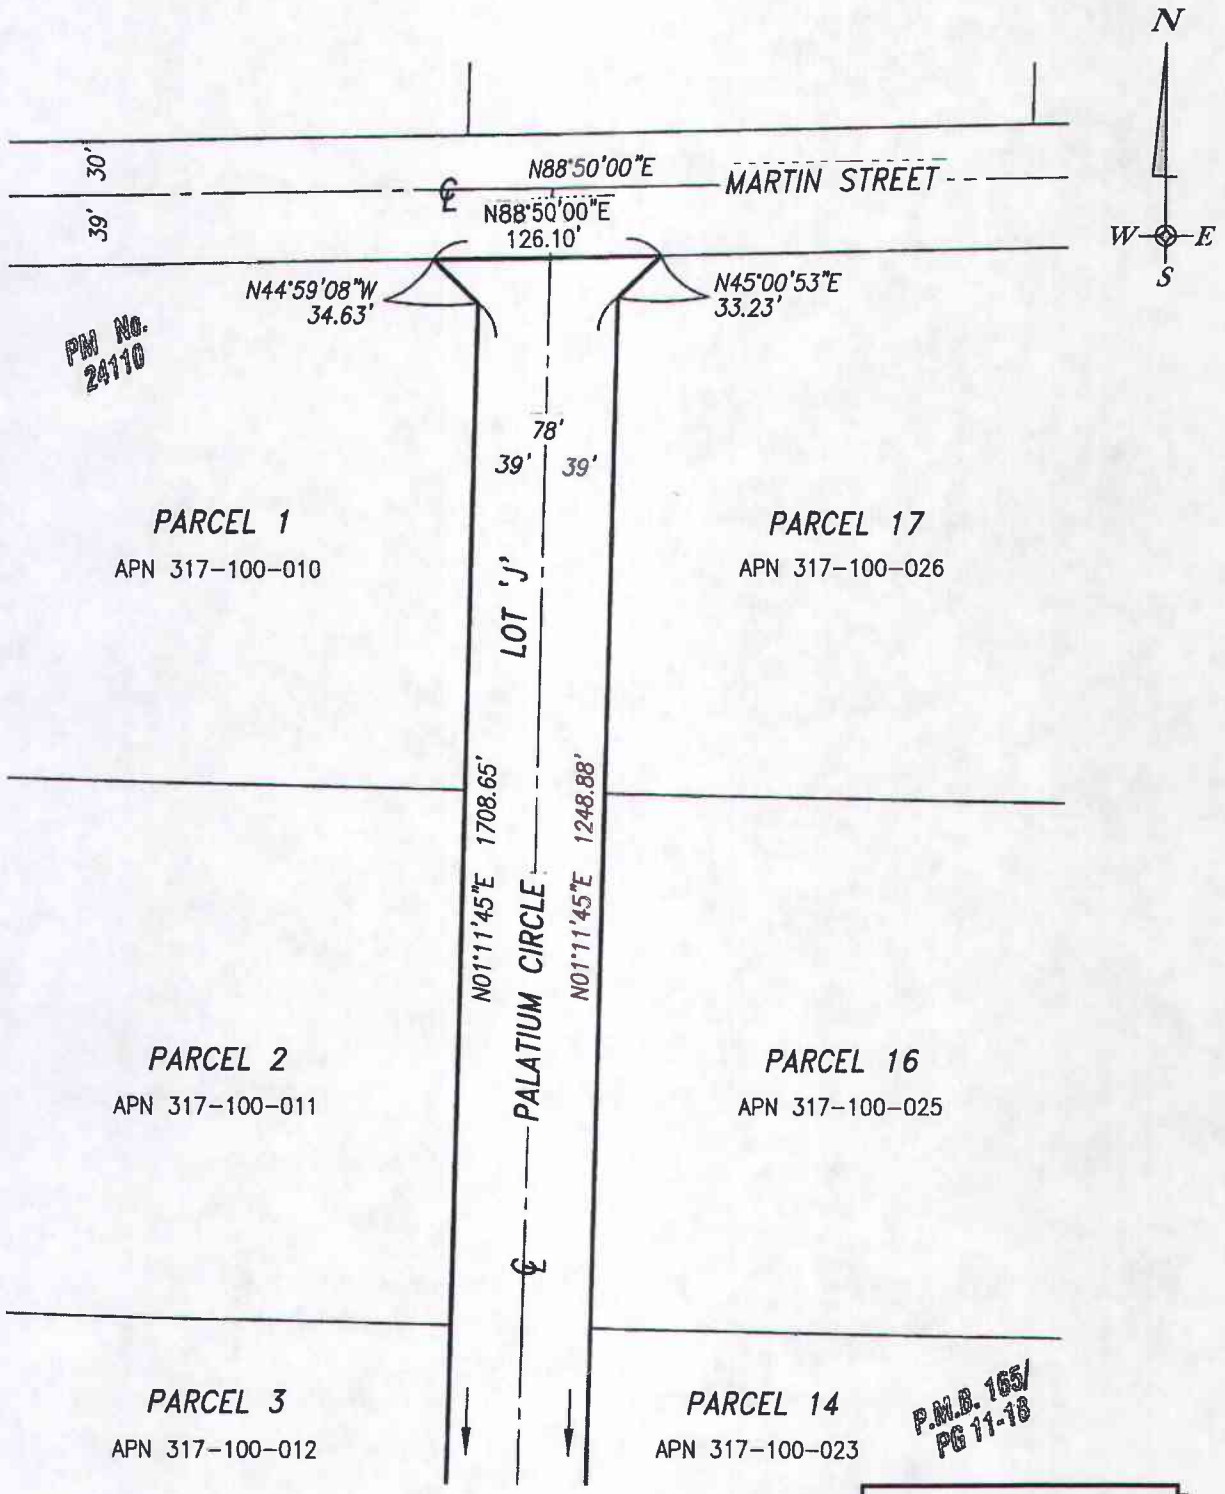 N
30'
N88°50'00"E
MARTIN STREET
℄
39'
N88°50'00"E
126.10'
W E
S
N44°59'08"W
34.63'
N45°00'53"E
33.23'
PM No.
24110
78'
39' 39'
PARCEL 1
APN 317-100-010
PARCEL 17
APN 317-100-026
LOT 'J'
N01°11'45"E 1708.65'
PALATIUM CIRCLE
N01°11'45"E 1248.88'
PARCEL 2
APN 317-100-011
PARCEL 16
APN 317-100-025
℄
PARCEL 3
APN 317-100-012
PARCEL 14
APN 317-100-023
P.M.B. 165/
PG 11-18